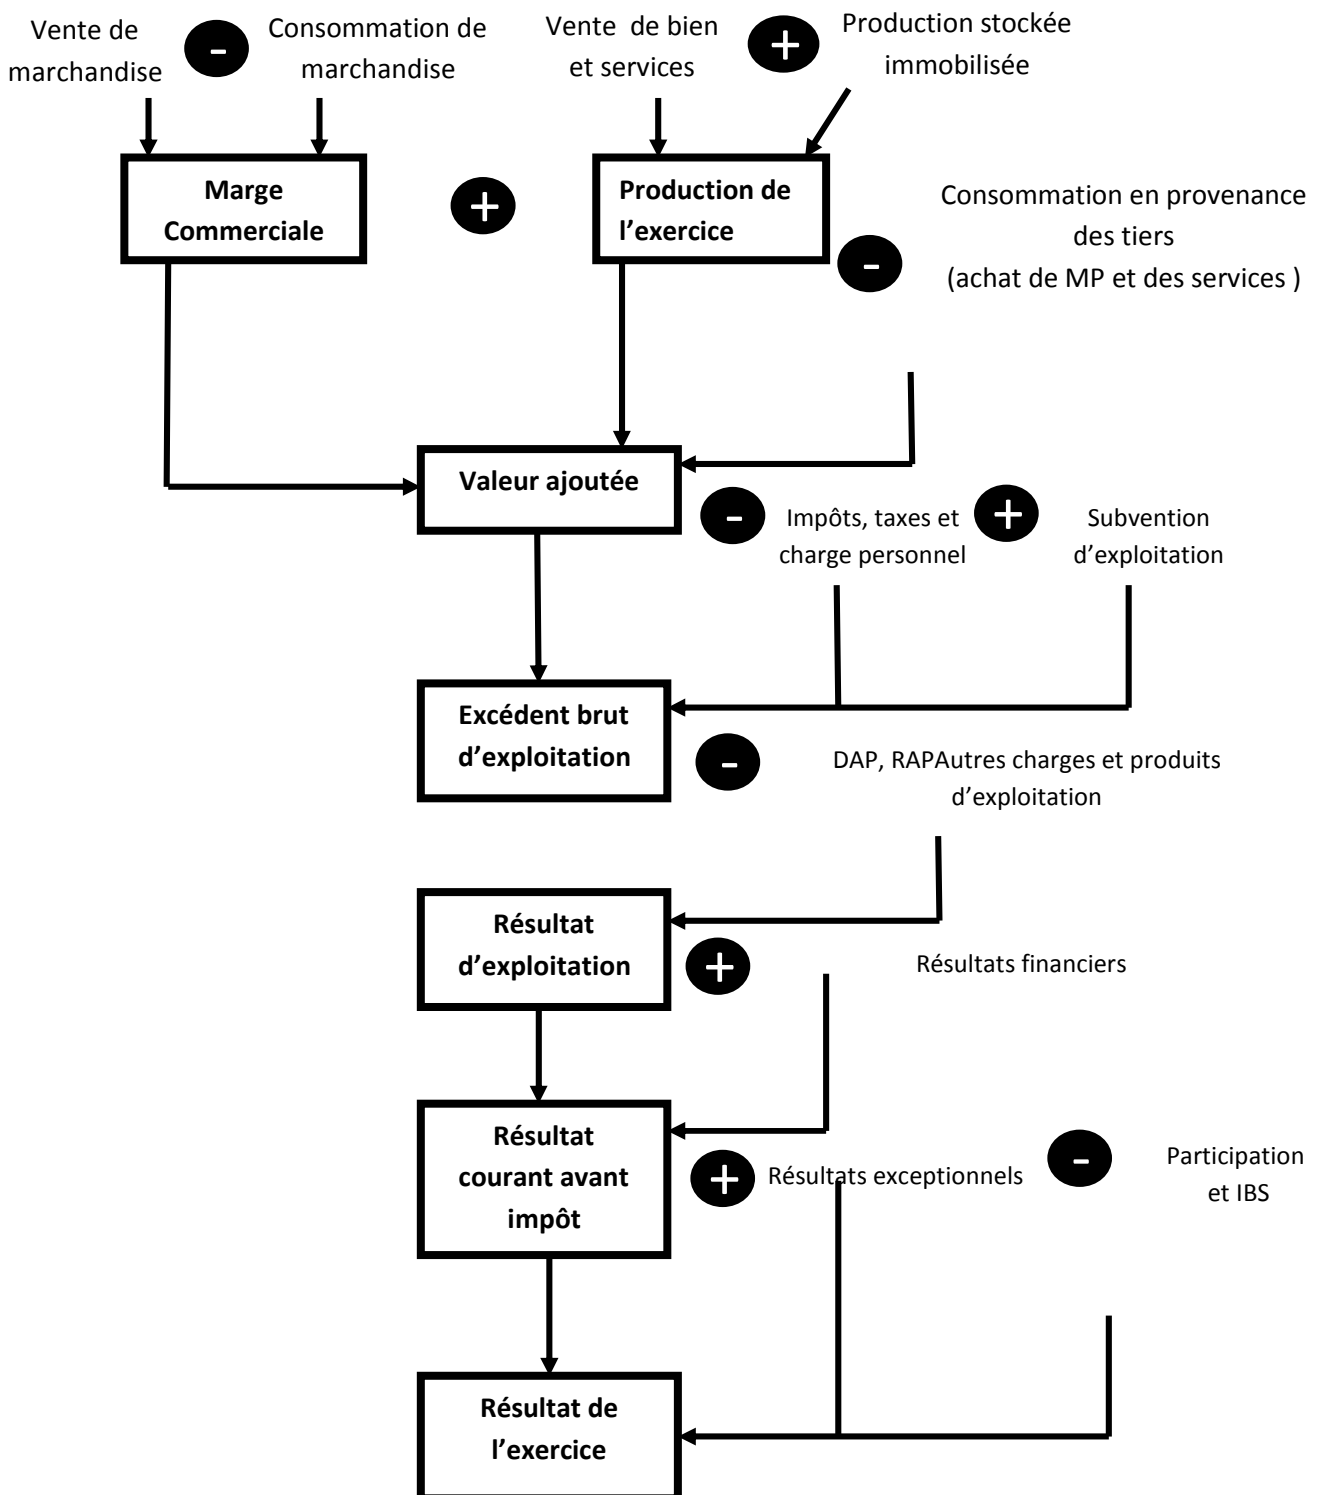 Vente de
marchandise
-
Consommation de
marchandise
Vente de bien
et services
+
Production stockée
immobilisée
Marge
Commerciale
+
Production de
l’exercice
-
Consommation en provenance
des tiers
(achat de MP et des services )
Valeur ajoutée
-
Impôts, taxes et
charge personnel
+
Subvention
d’exploitation
Excédent brut
d’exploitation
-
DAP, RAPAutres charges et produits
d’exploitation
Résultat
d’exploitation
+
Résultats financiers
Résultat
courant avant
impôt
+
Résultats exceptionnels
-
Participation
et IBS
Résultat de
l’exercice